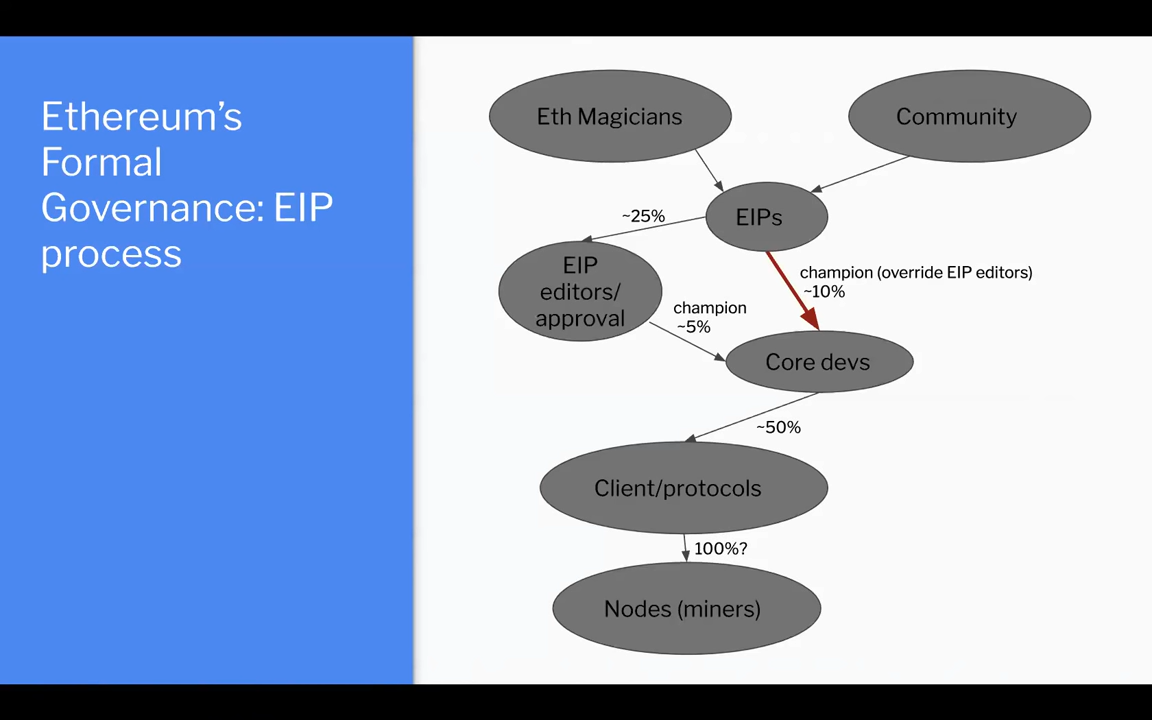 Ethereum’s
Formal
Governance: EIP
process
Eth Magicians
Community
EIPs
~25%
EIP
editors/
approval
champion (override EIP editors)
~10%
champion
~5%
Core devs
~50%
Client/protocols
100%?
Nodes (miners)